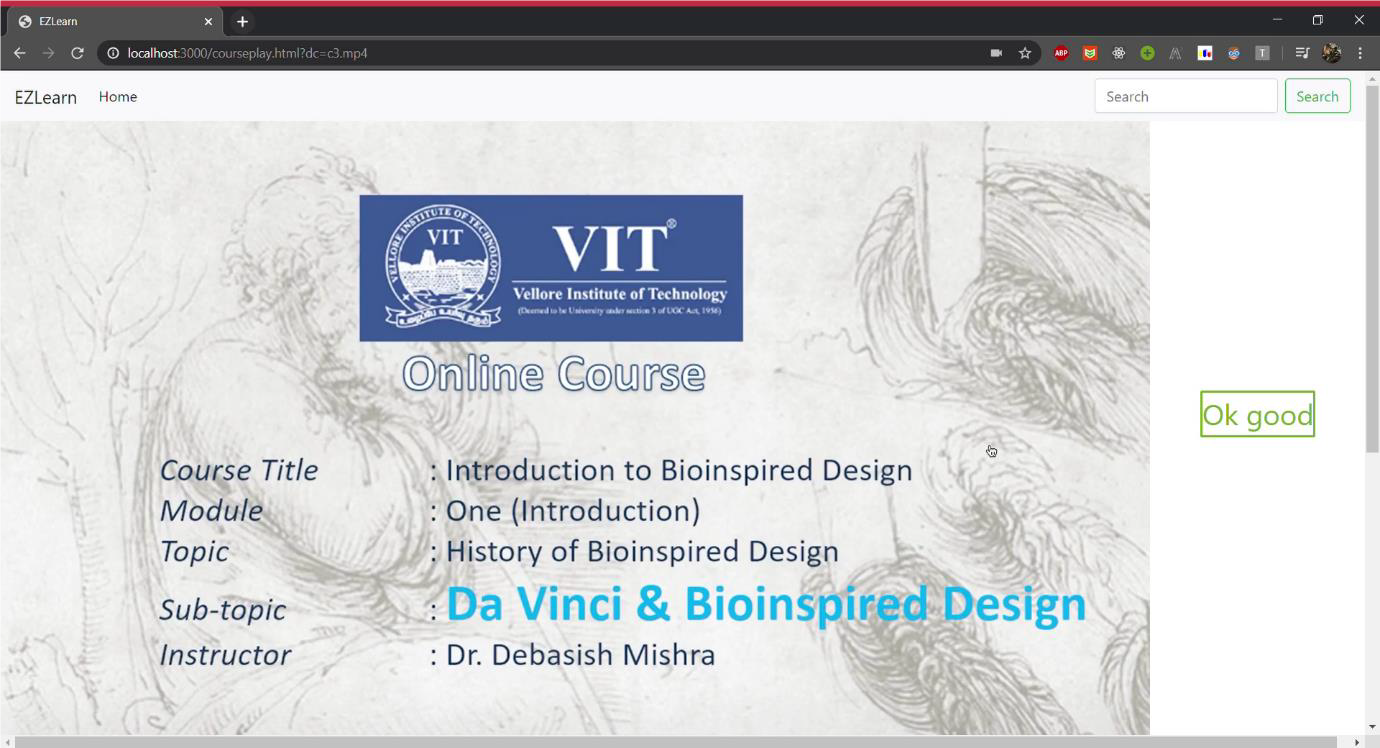 EZLearn
localhost:3000/courseplay.html?dc=c3.mp4
ABP
T
EZLearn Home Search Search
VELLORE INSTITUTE OF TECHNOLOGY
VIT
VIT®
Vellore Institute of Technology
(Deemed to be University under section 3 of UGC Act, 1956)
Online Course
Course Title : Introduction to Bioinspired Design
Module : One (Introduction)
Topic : History of Bioinspired Design
Sub-topic : Da Vinci & Bioinspired Design
Instructor : Dr. Debasish Mishra
Ok good